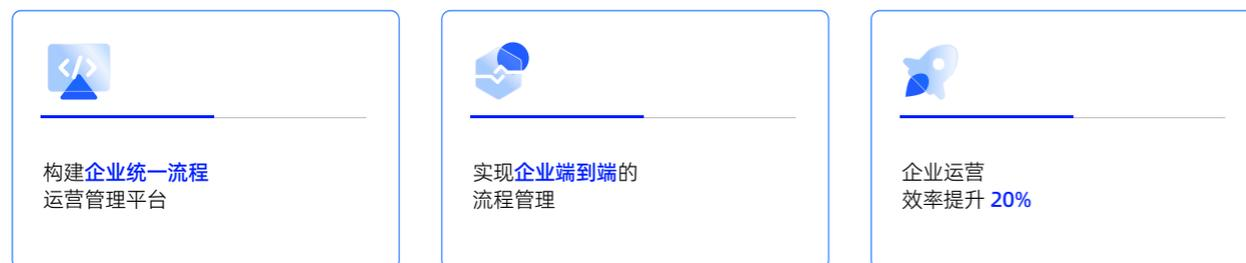 构建企业统一流程
运营管理平台
实现企业端到端的
流程管理
企业运营
效率提升 20%